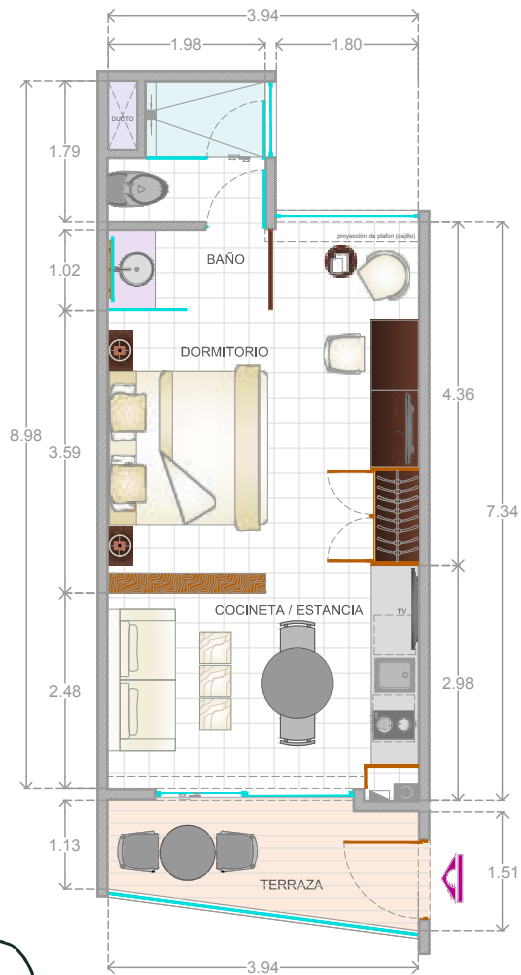 3.94
1.98
1.80
DUCTO
1.79
proyección de plafon (cajillo)
BAÑO
1.02
DORMITORIO
4.36
8.98
3.59
7.34
COCINETA / ESTANCIA
TV
2.48
2.98
1.13
1.51
TERRAZA
3.94